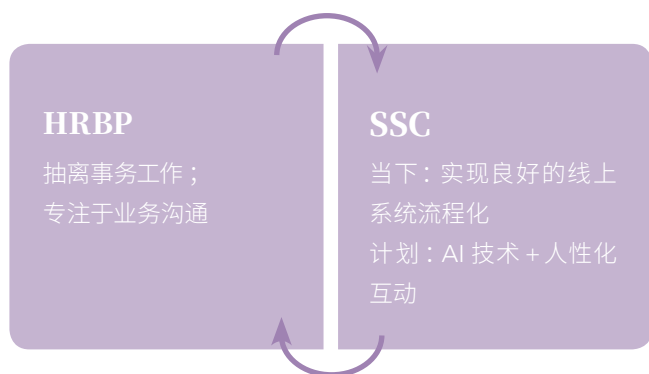 HRBP
抽离事务工作；
专注于业务沟通
SSC
当下：实现良好的线上
系统流程化
计划：AI 技术 + 人性化
互动